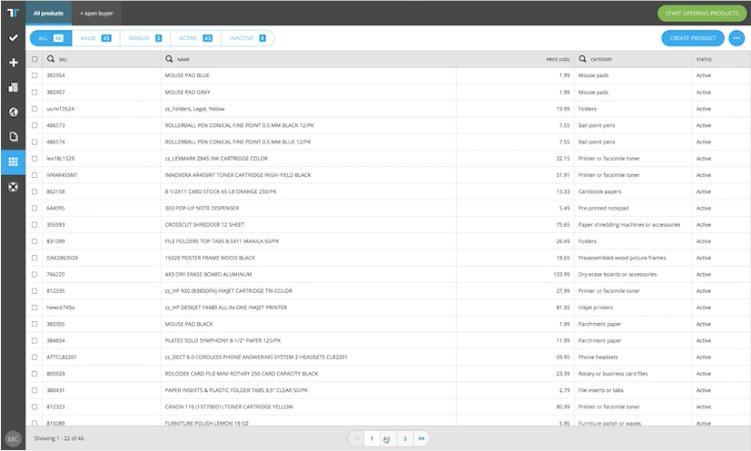 All products + open buyer START OFFERING PRODUCTS
ALL 46 VALID 43 INVALID 3 ACTIVE 43 INACTIVE CREATE PRODUCT
SKU NAME PRICE (USD) CATEGORY STATUS
382954 MOUSE PAD BLUE 1.99 Mouse pads Active
382957 MOUSE PAD GRAY 1.99 Mouse pads Active
zz_Folders, Legal, Yellow 19.99 Folders Active
486573 ROLLERBALL PEN CONICAL FINE POINT 0,5 MM BLACK 12/PK 7.55 Ball point pens Active
486574 ROLLERBALL PEN CONICAL FINE POINT 0,5 MM BLUE 12/PK 7.55 Ball point pens Active
lex18c1529 zz_LEXMARK Z845 INK CARTRIDGE COLOR 22.15 Printer or facsimile toner Active
IVRAR455NT INNOVERA AR455NT TONER CARTRIDGE HIGH-YIELD BLACK 51.91 Printer or facsimile toner Active
862158 8-1/2X11 CARD STOCK 65 LB ORANGE 250/PK 13.33 Cardstock papers Active
644095 3X3 POP-UP NOTE DISPENSER 5.49 Pre-printed notepad Active
355593 CROSSCUT SHREDDER 12 SHEET 75.65 Paper shredding machines or accessories Active
831099 FILE FOLDERS TOP TABS 8.5X11 MANILA 50/PK 26.49 Folders Active
DAX2863V2X 16X20 POSTER FRAME WOOD BLACK 18.65 Preassembled wood picture frames Active
766220 4X3 DRY ERASE BOARD ALUMINUM 103.99 Dry-erase boards or accessories Active
812335 zz_HP 920 INKJET CARTRIDGE TRI-COLOR 27.99 Printer or facsimile toner Active
hewcb745a zz_HP DESKJET F4480 ALL-IN-ONE INKJET PRINTER 81.35 Inkjet printers Active
382955 MOUSE PAD BLACK 1.99 Parchment paper Active
384854 PLATES SOLO SYMPHONY 8-1/2" PAPER 125/PK 11.99 Parchment paper Active
ATTCL82201 zz_DECT 6.0 CORDLESS PHONE ANSWERING SYSTEM 2 HEADSETS CL82201 59.95 Phone headsets Active
805929 ROLODEX CARD FILE MINI ROTARY 250 CARD CAPACITY BLACK 23.39 Rotary or business card files Active
380431 PAPER INSERTS & PLASTIC FOLDER TABS 3.5" CLEAR 50/PK 2.79 File inserts or tabs Active
812323 CANON 116 (1977B001) TONER CARTRIDGE YELLOW 80.99 Printer or facsimile toner Active
815089 FURNITURE POLISH LEMON 19 OZ 5.95 Furniture polish or waxes Active
MC Showing 1 - 22 of 46 1 3